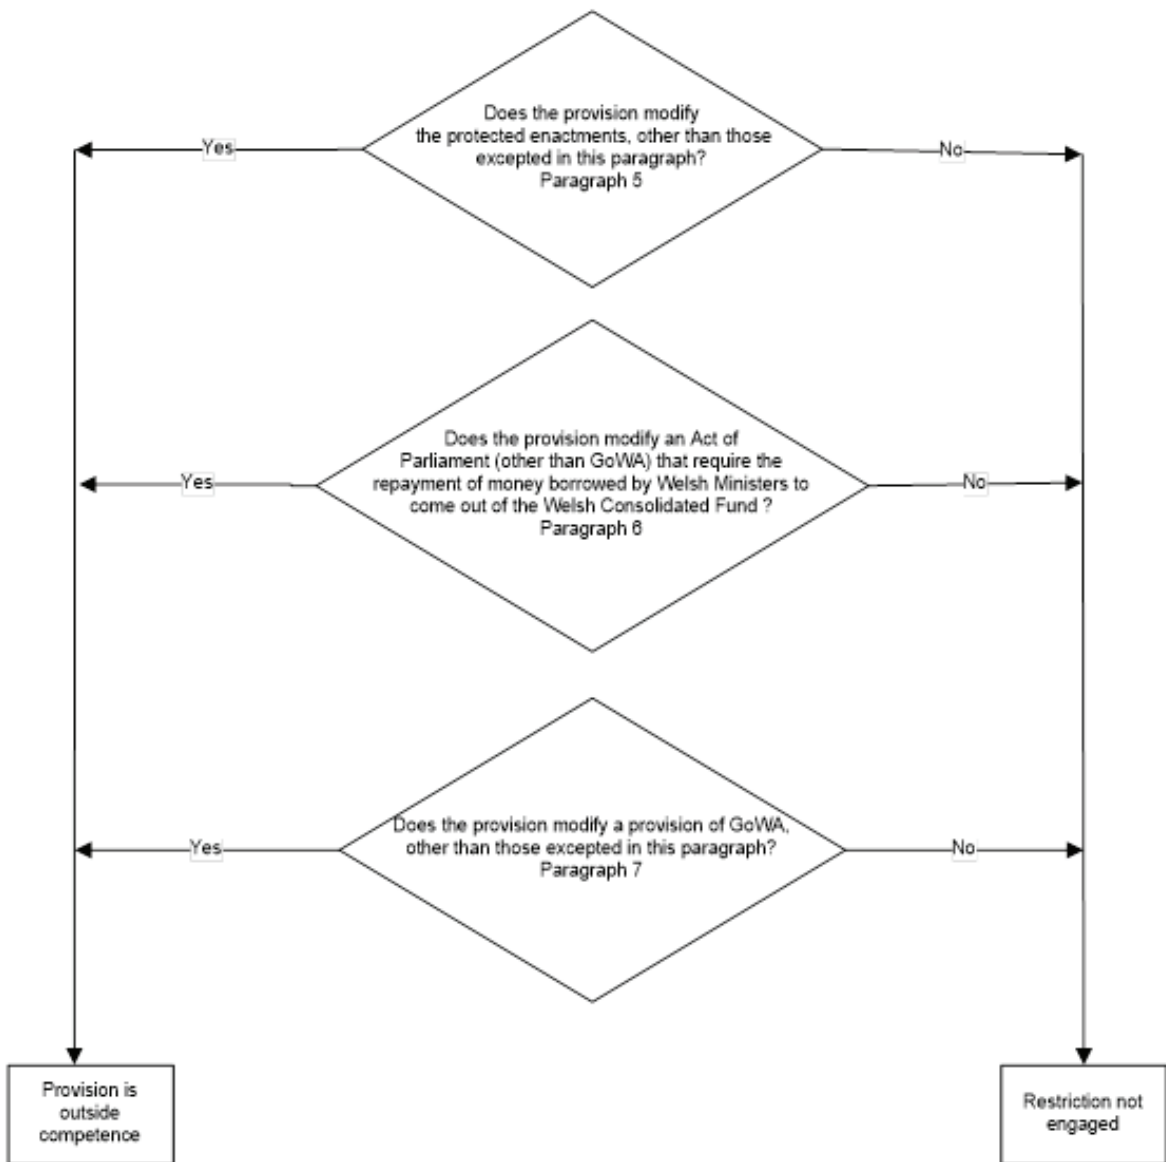 Does the provision modify
the protected enactments, other than those
excepted in this paragraph?
Paragraph 5
Yes
No
Does the provision modify an Act of
Parliament (other than GoWA) that require the
repayment of money borrowed by Welsh Ministers to
come out of the Welsh Consolidated Fund ?
Paragraph 6
Yes
No
Does the provision modify a provision of GoWA,
other than those excepted in this paragraph?
Paragraph 7
Yes
No
Provision is
outside
competence
Restriction not
engaged